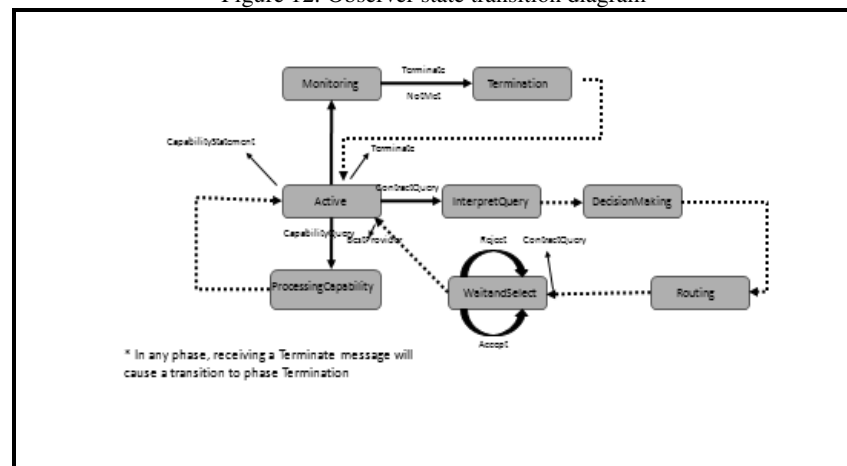 Figure 12. Observer state transition diagram
Terminate
Monitoring
Termination
NotMet
CapabilityStatement
Terminate
ContractQuery
Active
InterpretQuery
DecisionMaking
CapabilityQuery
BestProvider
Reject
ContractQuery
ProcessingCapability
WaitandSelect
Routing
Accept
* In any phase, receiving a Terminate message will
cause a transition to phase Termination